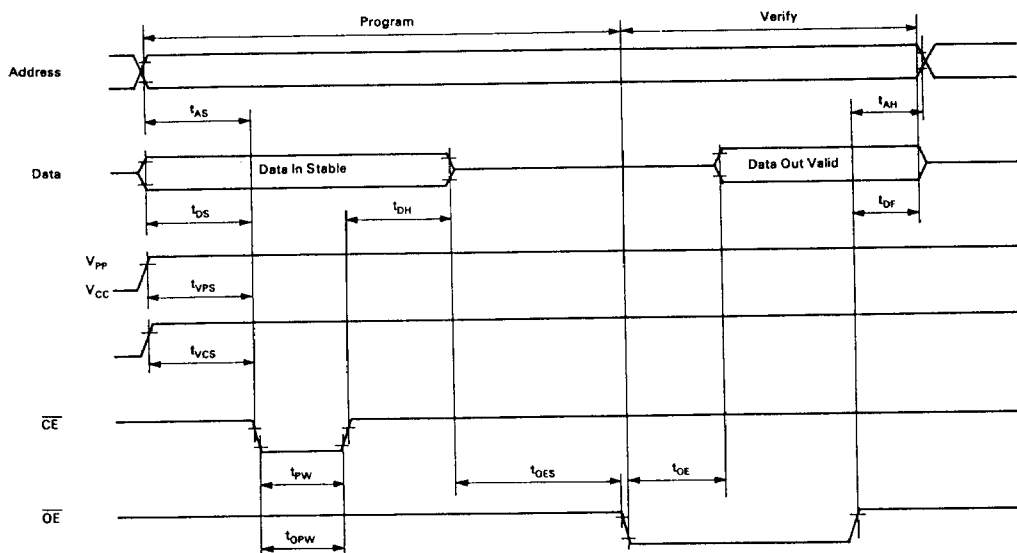 Program
Verify
Address
tAS
tAH
Data
Data In Stable
Data Out Valid
tDS
tDH
tDF
VPP
VCC
tVPS
tVCS
CE
tPW
tOES
tOE
OE
tOPW